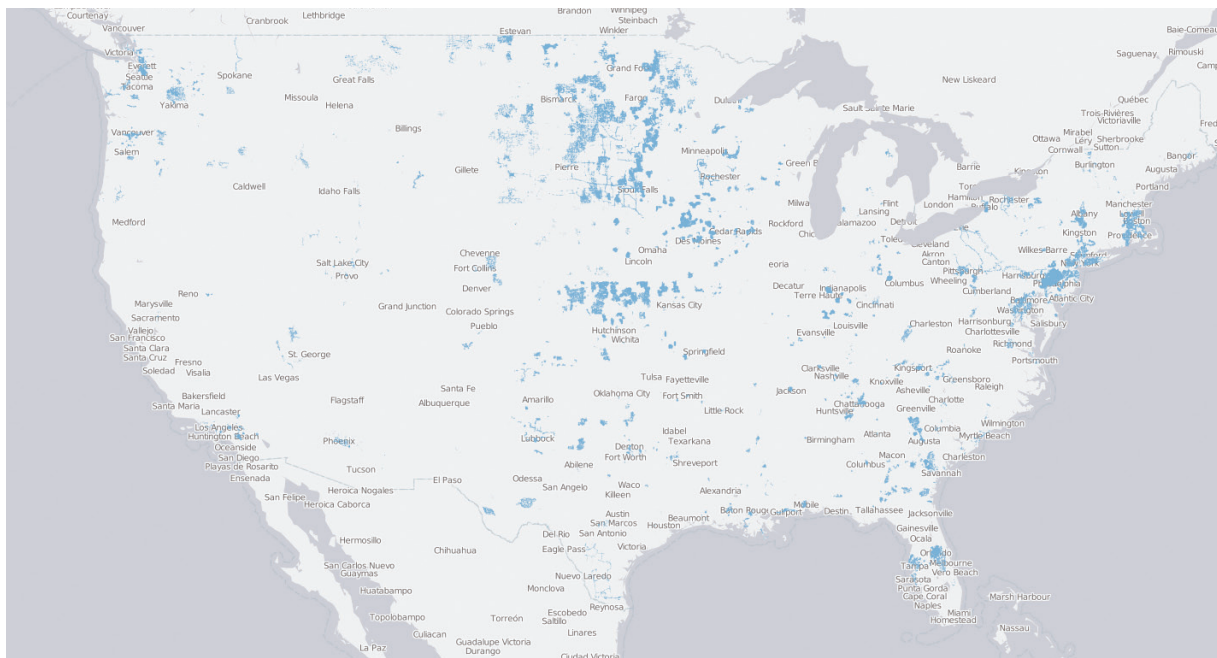 Courtenay
Vancouver
Cranbrook
Lethbridge
Brandon
Winnipeg
Steinbach
Winkler
Estevan
Baie-Comeau
Rimouski
Saguenay
New Liskeard
Victoria
Everett
Seattle
Tacoma
Spokane
Great Falls
Grand Fo
Yakima
Missoula
Helena
Bismarck
Fargo
Duluth
Sault Sainte Marie
Québec
Trois-Rivières
Victoriaville
Vancouver
Salem
Billings
Minneapolis
Ottawa
Mirabel
Léry
Sherbrooke
Cornwall
Sutton
Burlington
Bangor
Augusta
Portland
Gillete
Pierre
Rochester
Green B
Barrie
Kingston
Caldwell
Idaho Falls
Sioux Falls
Medford
Milwa
Rockford
Lansing
Flint
London
Hamilton
Rochester
Detroit
Albany
Manchester
Lowell
Boston
Kingston
Providence
Cedar Rapids
Des Moines
Omaha
Lincoln
Cheyenne
Fort Collins
Denver
Salt Lake City
Provo
Cleveland
Akron
Canton
Wheeling
Pittsburgh
Wilkes-Barre
Harrisburg
Philadelphia
Atlantic City
Reno
Marysville
Sacramento
Vallejo
San Francisco
Santa Clara
Santa Cruz
Fresno
Soledad
Visalia
Grand Junction
Colorado Springs
Pueblo
eoria
Decatur
Indianapolis
Terre Haute
Columbus
Cincinnati
Cumberland
Baltimore
Washington
Salisbury
Harrisonburg
Charlottesville
Kansas City
Hutchinson
Wichita
Evansville
Louisville
Charleston
Richmond
Portsmouth
Roanoke
St. George
Las Vegas
Bakersfield
Santa Maria
Lancaster
Flagstaff
Santa Fe
Albuquerque
Amarillo
Tulsa
Fayetteville
Springfield
Oklahoma City
Fort Smith
Little Rock
Clarksville
Nashville
Jackson
Kingsport
Knoxville
Asheville
Greensboro
Raleigh
Charlotte
Greenville
Chattanooga
Huntsville
Los Angeles
Huntington Beach
Oceanside
San Diego
Playas de Rosarito
Ensenada
Phoenix
Tucson
Lubbock
Idabel
Texarkana
Denton
Fort Worth
Shreveport
Abilene
Birmingham
Atlanta
Augusta
Columbia
Wilmington
Myrtle Beach
Charleston
Macon
Columbus
Savannah
San Felipe
Heroica Nogales
Heroica Caborca
El Paso
Odessa
San Angelo
Waco
Killeen
Alexandria
Austin
San Marcos
San Antonio
Houston
Beaumont
Baton Roug
Gulfport
Mobile
Destin
Tallahassee
Jacksonville
Gainesville
Ocala
Orlando
Melbourne
Tampa
Vero Beach
Sarasota
Punta Gorda
Cape Coral
Naples
Miami
Homestead
Marsh Harbour
Nassau
Hermosillo
Chihuahua
Del Rio
Eagle Pass
Victoria
San Carlos Nuevo
Guaymas
Huatabampo
Nuevo Laredo
Monclova
Reynosa
Topolobampo
Torreón
Escobedo
Saltillo
Linares
Culiacan
Guadalupe Victoria
Durango
La Paz
Ciudad Victoria